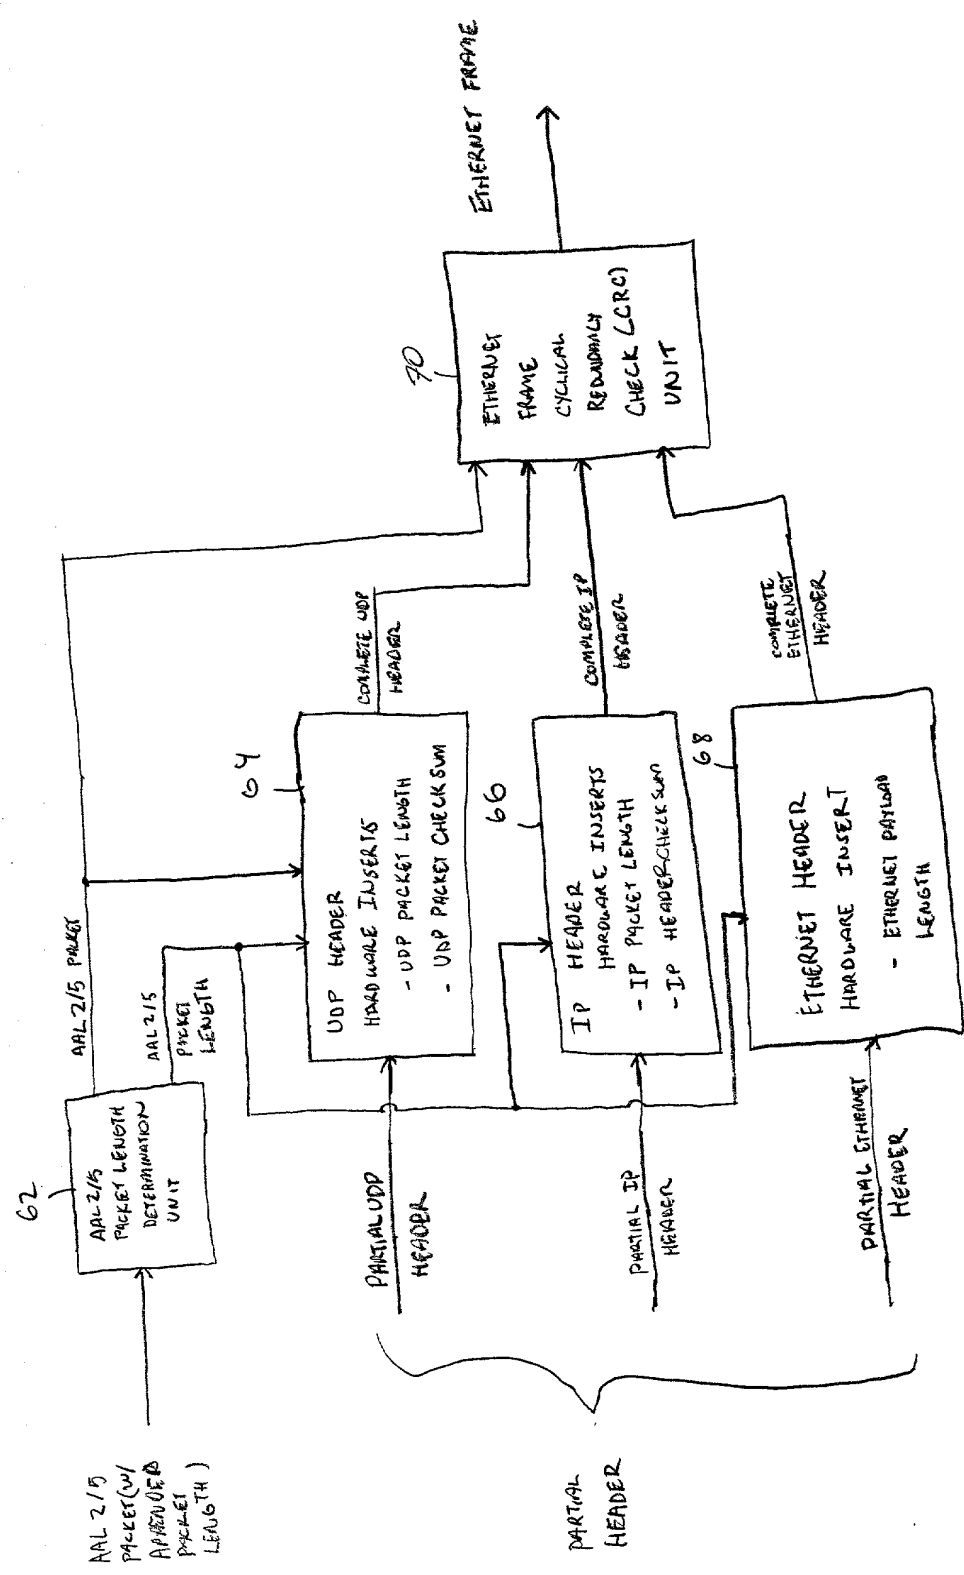 AAL 2/5
PACKET (W/
APPENDED
PACKET
LENGTH)
62
AAL 2/5
PACKET LENGTH
DETERMINATION
UNIT
AAL 2/5 PACKET
AAL 2/5
PACKET
LENGTH
PARTIAL
HEADER
PARTIAL UDP
HEADER
PARTIAL IP
HEADER
PARTIAL ETHERNET
HEADER
64
UDP HEADER
HARDWARE INSERTS
- UDP PACKET LENGTH
- UDP PACKET CHECKSUM
66
IP HEADER
HARDWARE INSERTS
- IP PACKET LENGTH
- IP HEADER CHECKSUM
68
ETHERNET HEADER
HARDWARE INSERT
- ETHERNET PAYLOAD
LENGTH
COMPLETE UDP
HEADER
COMPLETE IP
HEADER
COMPLETE
ETHERNET
HEADER
70
ETHERNET
FRAME
CYCLICAL
REDUNDANCY
CHECK (CRC)
UNIT
ETHERNET FRAME